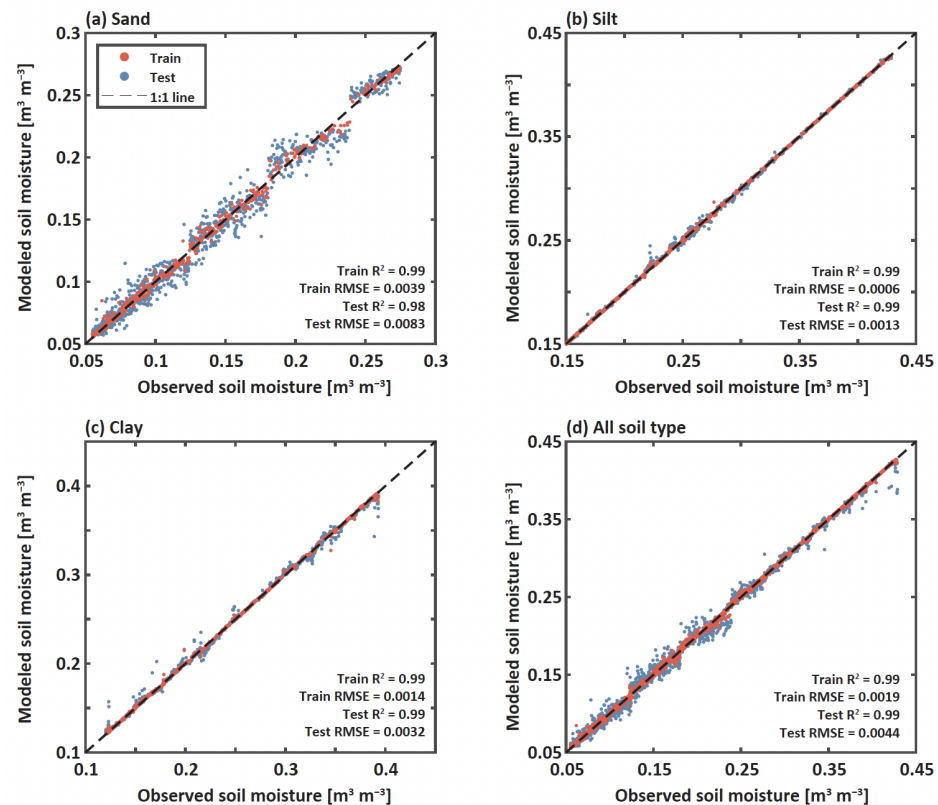 (a) Sand
0.3
0.25
0.2
0.15
0.1
0.05
Modeled soil moisture [m³ m⁻³]
Train
Test
1:1 line
Train R² = 0.99
Train RMSE = 0.0039
Test R² = 0.98
Test RMSE = 0.0083
0.05 0.1 0.15 0.2 0.25 0.3
Observed soil moisture [m³ m⁻³]
(b) Silt
0.45
0.35
0.25
0.15
Modeled soil moisture [m³ m⁻³]
Train R² = 0.99
Train RMSE = 0.0006
Test R² = 0.99
Test RMSE = 0.0013
0.15 0.25 0.35 0.45
Observed soil moisture [m³ m⁻³]
(c) Clay
0.4
0.3
0.2
0.1
Modeled soil moisture [m³ m⁻³]
Train R² = 0.99
Train RMSE = 0.0014
Test R² = 0.99
Test RMSE = 0.0032
0.1 0.2 0.3 0.4
Observed soil moisture [m³ m⁻³]
(d) All soil type
0.45
0.35
0.25
0.15
0.05
Modeled soil moisture [m³ m⁻³]
Train R² = 0.99
Train RMSE = 0.0019
Test R² = 0.99
Test RMSE = 0.0044
0.05 0.15 0.25 0.35 0.45
Observed soil moisture [m³ m⁻³]